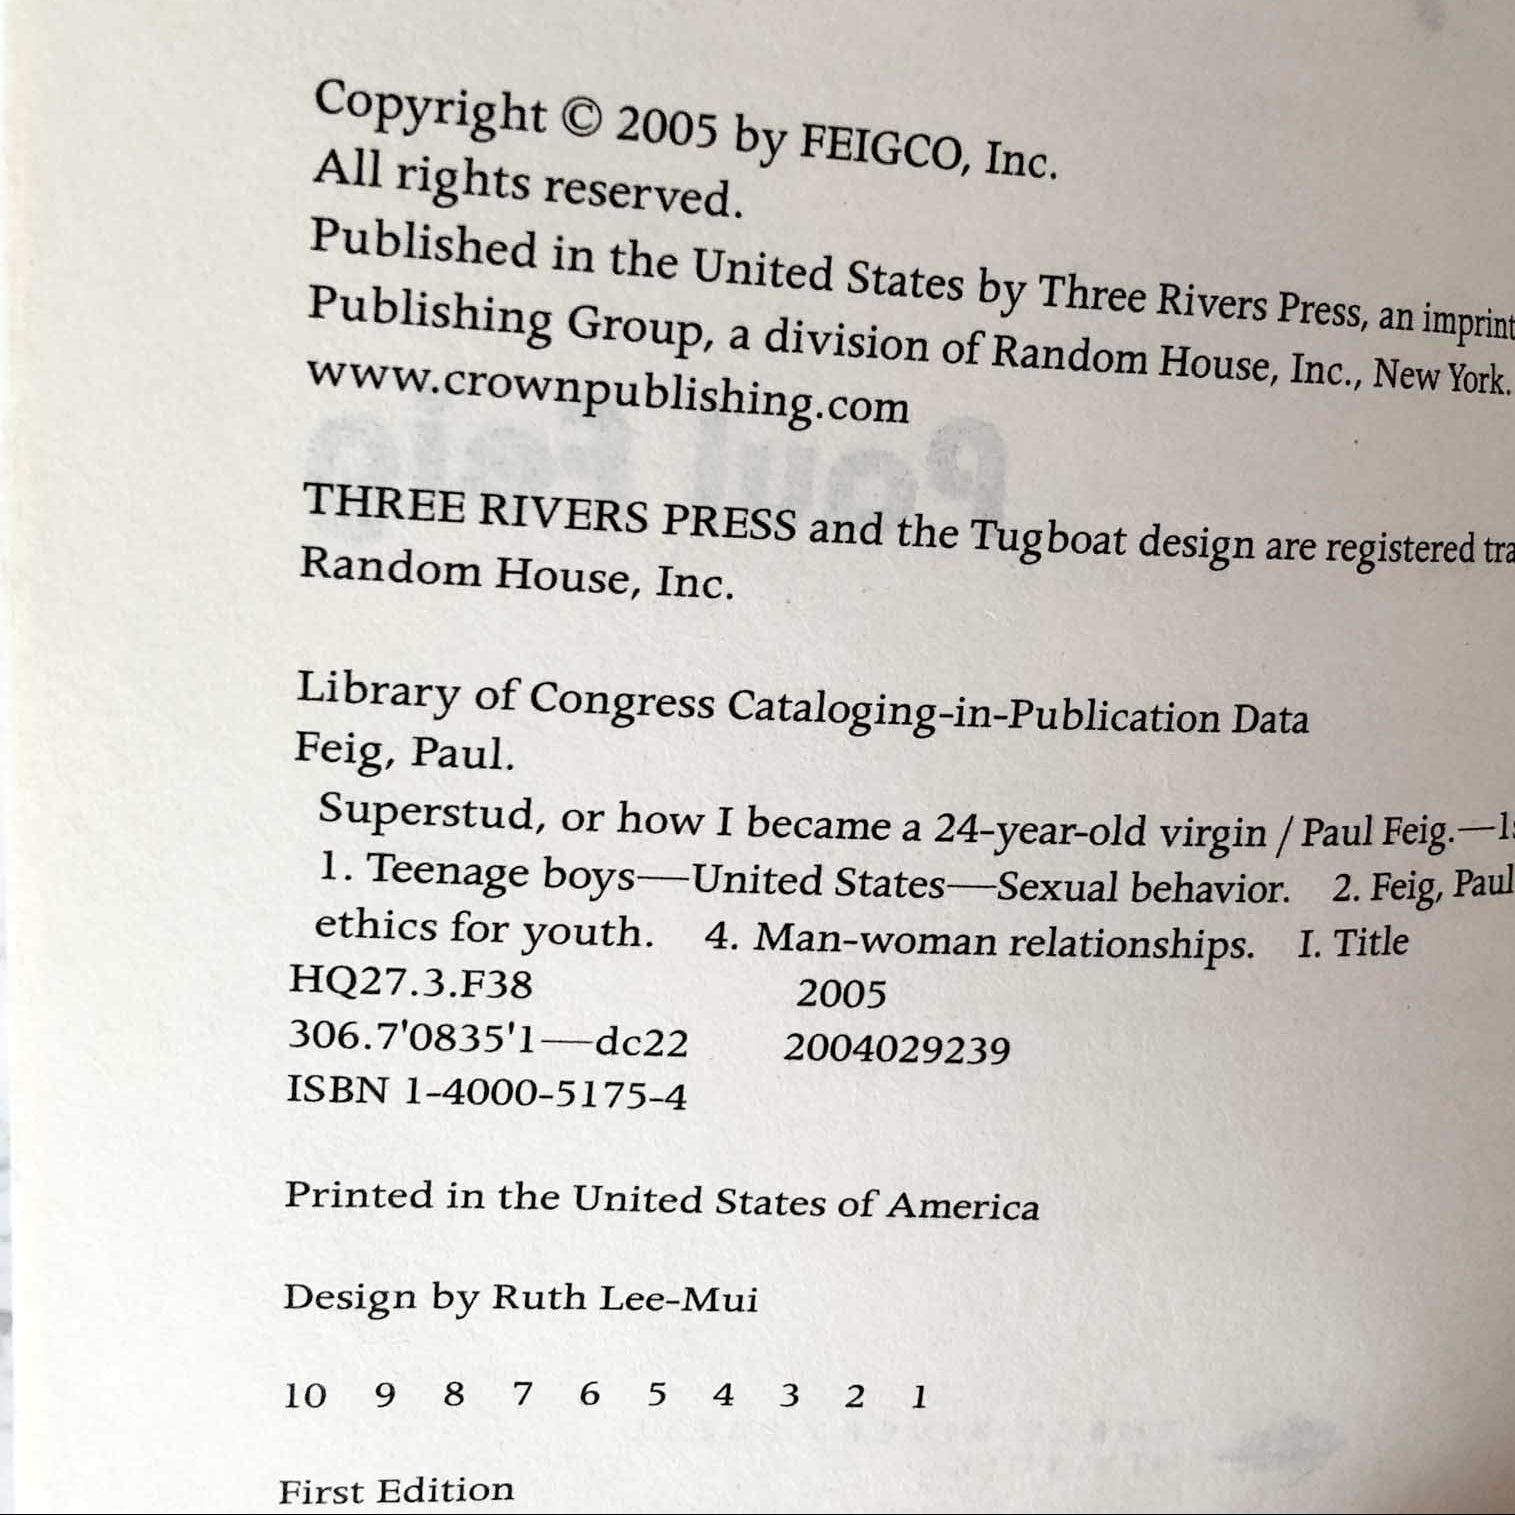 Copyright © 2005 by FEIGCO, Inc.
All rights reserved.
Published in the United States by Three Rivers Press, an imprint
Publishing Group, a division of Random House, Inc., New York.
www.crownpublishing.com
THREE RIVERS PRESS and the Tugboat design are registered tra
Random House, Inc.
Library of Congress Cataloging-in-Publication Data
Feig, Paul.
Superstud, or how I became a 24-year-old virgin / Paul Feig.—1s
1. Teenage boys—United States—Sexual behavior. 2. Feig, Paul
ethics for youth. 4. Man-woman relationships. I. Title
HQ27.3.F38 2005
306.7'0835'1—dc22 2004029239
ISBN 1-4000-5175-4
Printed in the United States of America
Design by Ruth Lee-Mui
10 9 8 7 6 5 4 3 2 1
First Edition